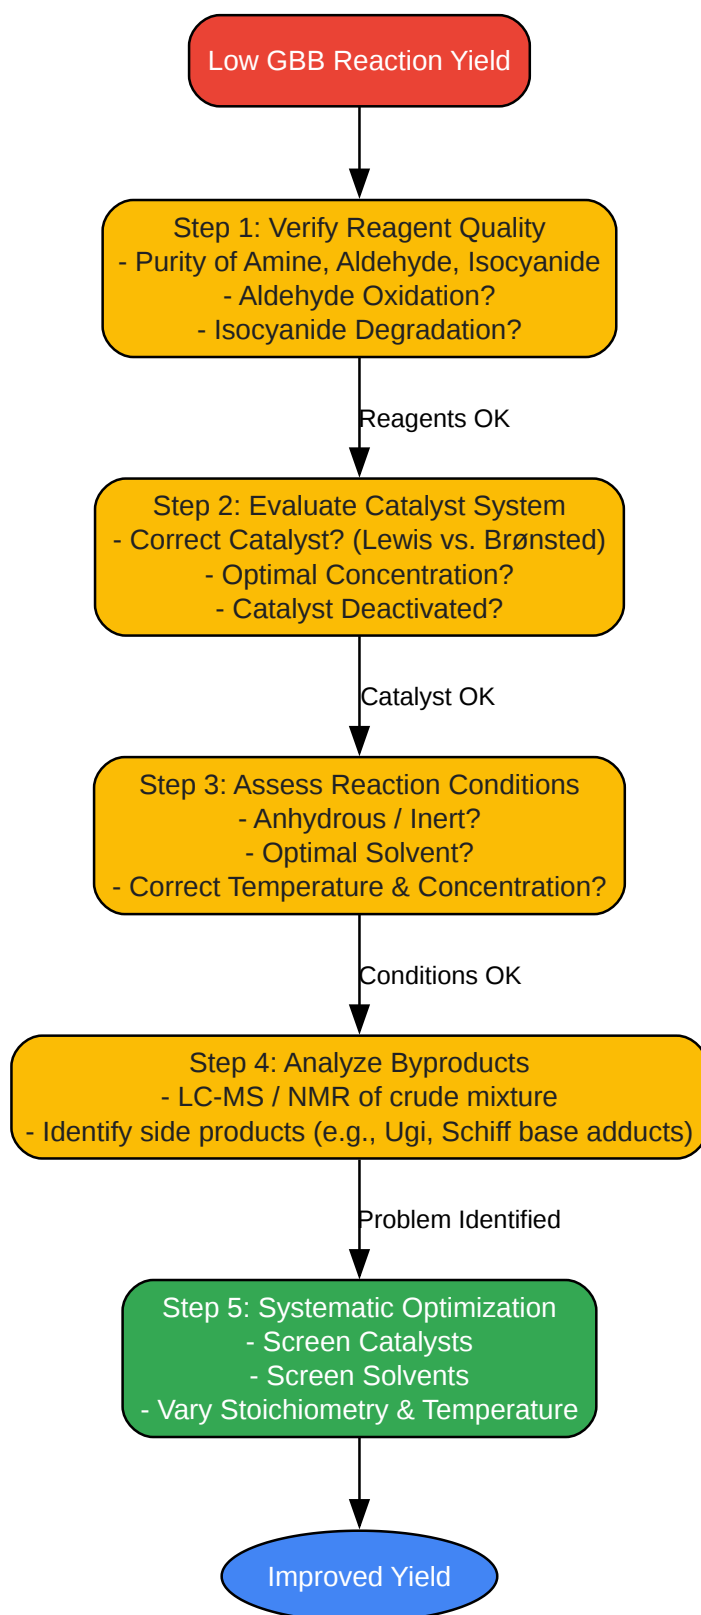 Low GBB Reaction Yield
Step 1: Verify Reagent Quality
- Purity of Amine, Aldehyde, Isocyanide
- Aldehyde Oxidation?
- Isocyanide Degradation?
Reagents OK
Step 2: Evaluate Catalyst System
- Correct Catalyst? (Lewis vs. Brønsted)
- Optimal Concentration?
- Catalyst Deactivated?
Catalyst OK
Step 3: Assess Reaction Conditions
- Anhydrous / Inert?
- Optimal Solvent?
- Correct Temperature & Concentration?
Conditions OK
Step 4: Analyze Byproducts
- LC-MS / NMR of crude mixture
- Identify side products (e.g., Ugi, Schiff base adducts)
Problem Identified
Step 5: Systematic Optimization
- Screen Catalysts
- Screen Solvents
- Vary Stoichiometry & Temperature
Improved Yield